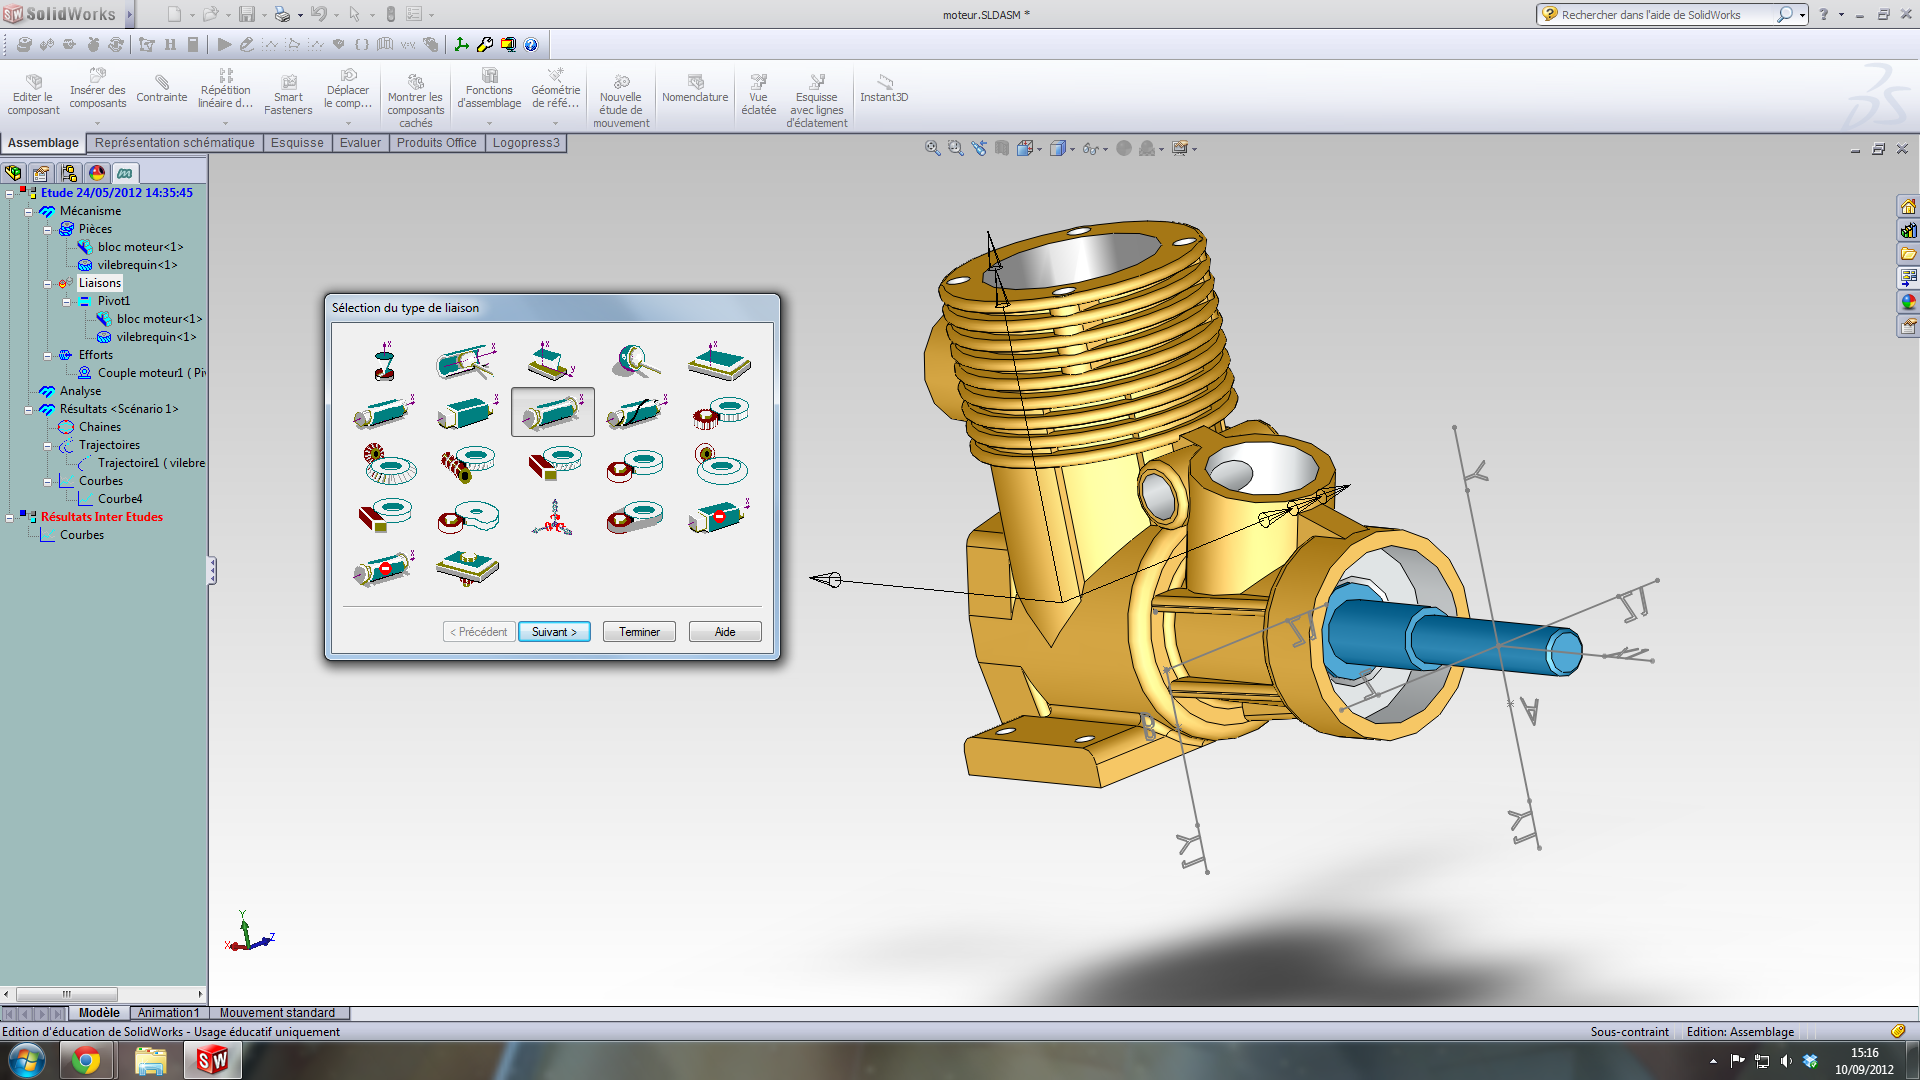 SolidWorks
moteur.SLDASM *
Rechercher dans l'aide de SolidWorks
Editer le composant
Insérer des composants
Contrainte
Répétition linéaire d...
Smart Fasteners
Déplacer le comp...
Montrer les composants cachés
Fonctions d'assemblage
Géométrie de réfé...
Nouvelle étude de mouvement
Nomenclature
Vue éclatée
Esquisse avec lignes d'éclatement
Instant3D
Assemblage
Représentation schématique
Esquisse
Evaluer
Produits Office
Logopress3
Etude 24/05/2012 14:35:45
Mécanisme
Pièces
bloc moteur<1>
vilebrequin<1>
Liaisons
Pivot1
bloc moteur<1>
vilebrequin<1>
Efforts
Couple moteur1 ( Piv
Analyse
Résultats <Scénario 1>
Chaines
Trajectoires
Trajectoire1 ( vilebre
Courbes
Courbe4
Résultats Inter Etudes
Courbes
Sélection du type de liaison
< Précédent
Suivant >
Terminer
Aide
Y
X
Z
Modèle
Animation1
Mouvement standard
Edition d'éducation de SolidWorks - Usage éducatif uniquement
Sous-contraint
Edition: Assemblage
15:16
10/09/2012